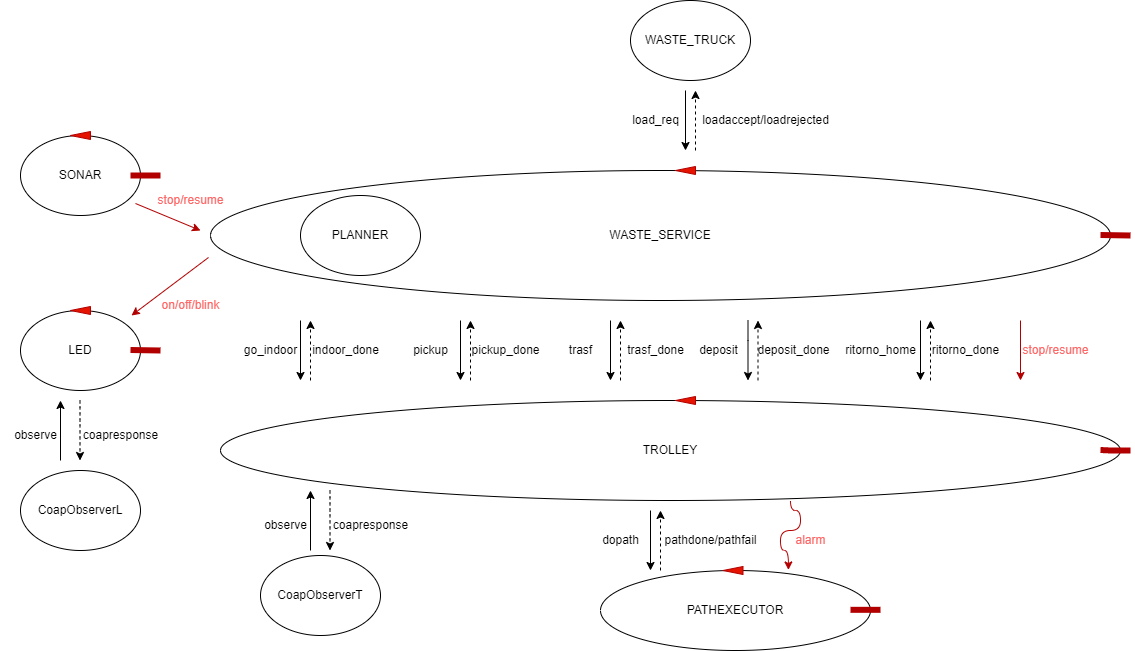 WASTE_TRUCK
load_req
loadaccept/loadrejected
SONAR
stop/resume
PLANNER
WASTE_SERVICE
on/off/blink
LED
go_indoor
indoor_done
pickup
pickup_done
trasf
trasf_done
deposit
deposit_done
ritorno_home
ritorno_done
stop/resume
observe
coapresponse
TROLLEY
CoapObserverL
observe
coapresponse
dopath
pathdone/pathfail
alarm
CoapObserverT
PATHEXECUTOR